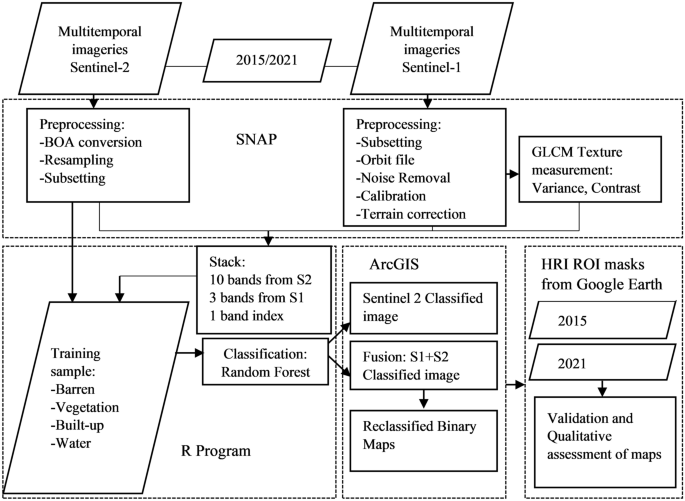 Multitemporal
imageries
Sentinel-2
2015/2021
Multitemporal
imageries
Sentinel-1
Preprocessing:
-BOA conversion
-Resampling
-Subsetting
SNAP
Preprocessing:
-Subsetting
-Orbit file
-Noise Removal
-Calibration
-Terrain correction
GLCM Texture
measurement:
Variance, Contrast
Stack:
10 bands from S2
3 bands from S1
1 band index
Training
sample:
-Barren
-Vegetation
-Built-up
-Water
Classification:
Random Forest
R Program
ArcGIS
Sentinel 2 Classified
image
Fusion: S1+S2
Classified image
Reclassified Binary
Maps
HRI ROI masks
from Google Earth
2015
2021
Validation and
Qualitative
assessment of maps